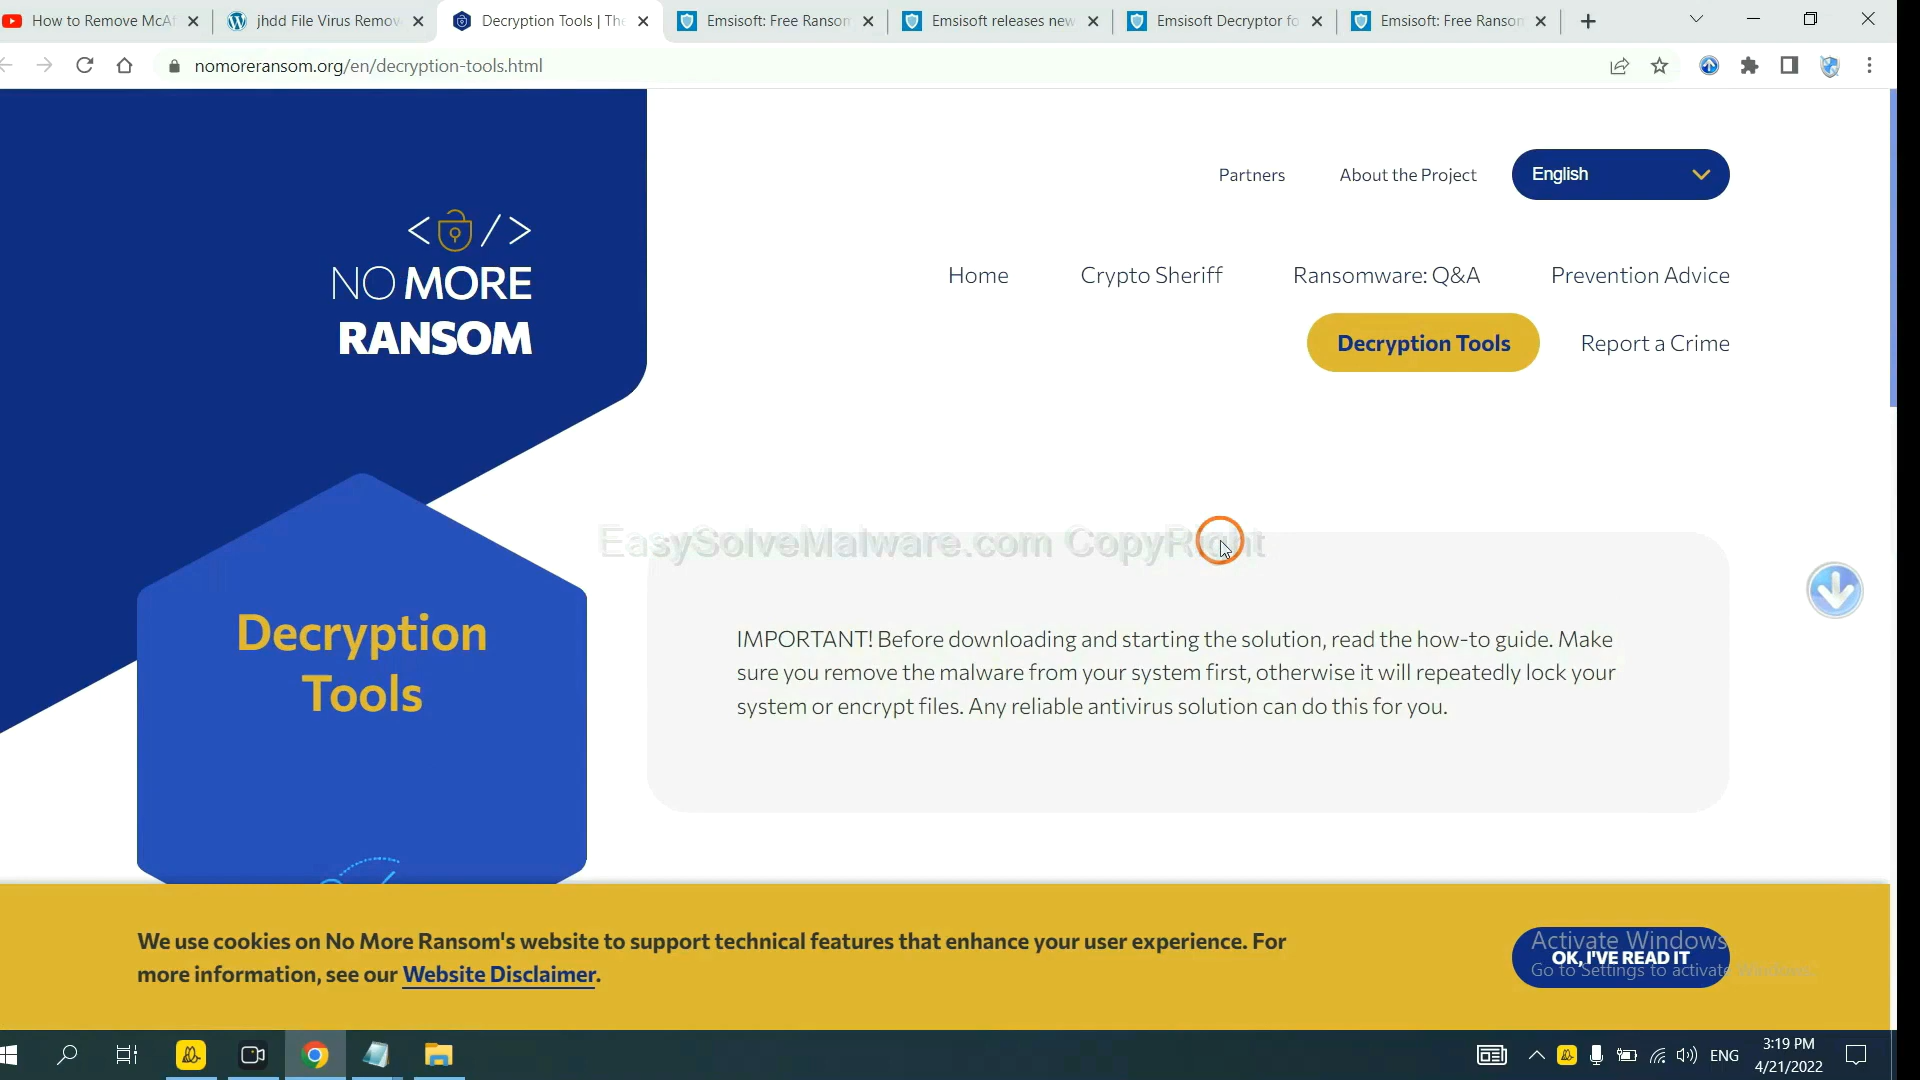 How to Remove McAf
jhdd File Virus Remov
Decryption Tools | The
Emsisoft: Free Ranson
Emsisoft releases new
Emsisoft Decryptor fo
Emsisoft: Free Ranson
nomoreransom.org/en/decryption-tools.html
Partners
About the Project
English
NO MORE
RANSOM
Home
Crypto Sheriff
Ransomware: Q&A
Prevention Advice
Decryption Tools
Report a Crime
EasySolveMalware.com CopyRight
Decryption
Tools
IMPORTANT! Before downloading and starting the solution, read the how-to guide. Make
sure you remove the malware from your system first, otherwise it will repeatedly lock your
system or encrypt files. Any reliable antivirus solution can do this for you.
We use cookies on No More Ransom's website to support technical features that enhance your user experience. For
more information, see our Website Disclaimer.
OK, I'VE READ IT
Activate Windows
Go to Settings to activate Windows.
ENG
3:19 PM
4/21/2022